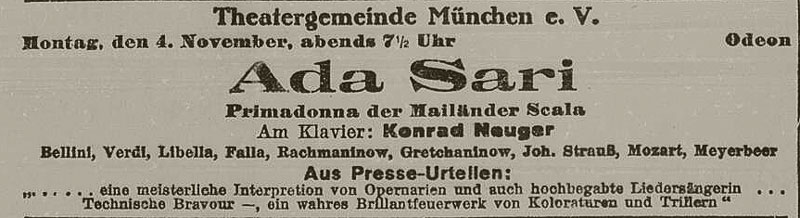 Theatergemeinde München e. V.
Montag, den 4. November, abends 7½ Uhr Odeon
Ada Sari
Primadonna der Mailänder Scala
Am Klavier: Konrad Neuger
Bellini, Verdi, Libella, Falla, Rachmaninow, Gretchaninow, Joh. Strauß, Mozart, Meyerbeer
Aus Presse-Urteilen:
„. . . . . eine meisterliche Interpretion von Opernarien und auch hochbegabte Liedersängerin . . .
Technische Bravour —, ein wahres Brillantfeuerwerk von Koloraturen und Trillern“